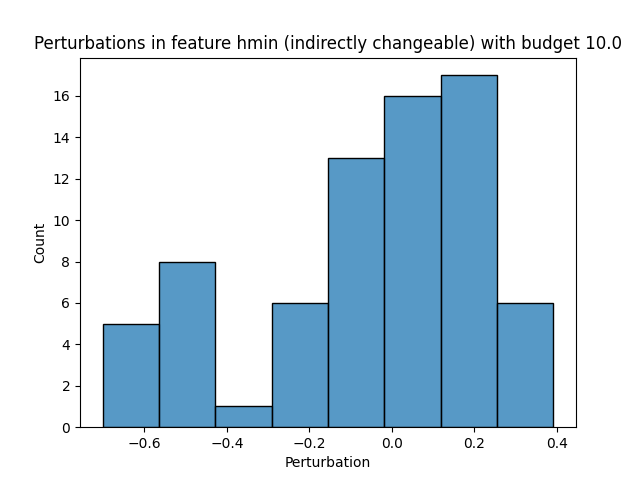 Perturbations in feature hmin (indirectly changeable) with budget 10.0
16
14
12
10
8
6
4
2
0
Count
−0.6 −0.4 −0.2 0.0 0.2 0.4
Perturbation